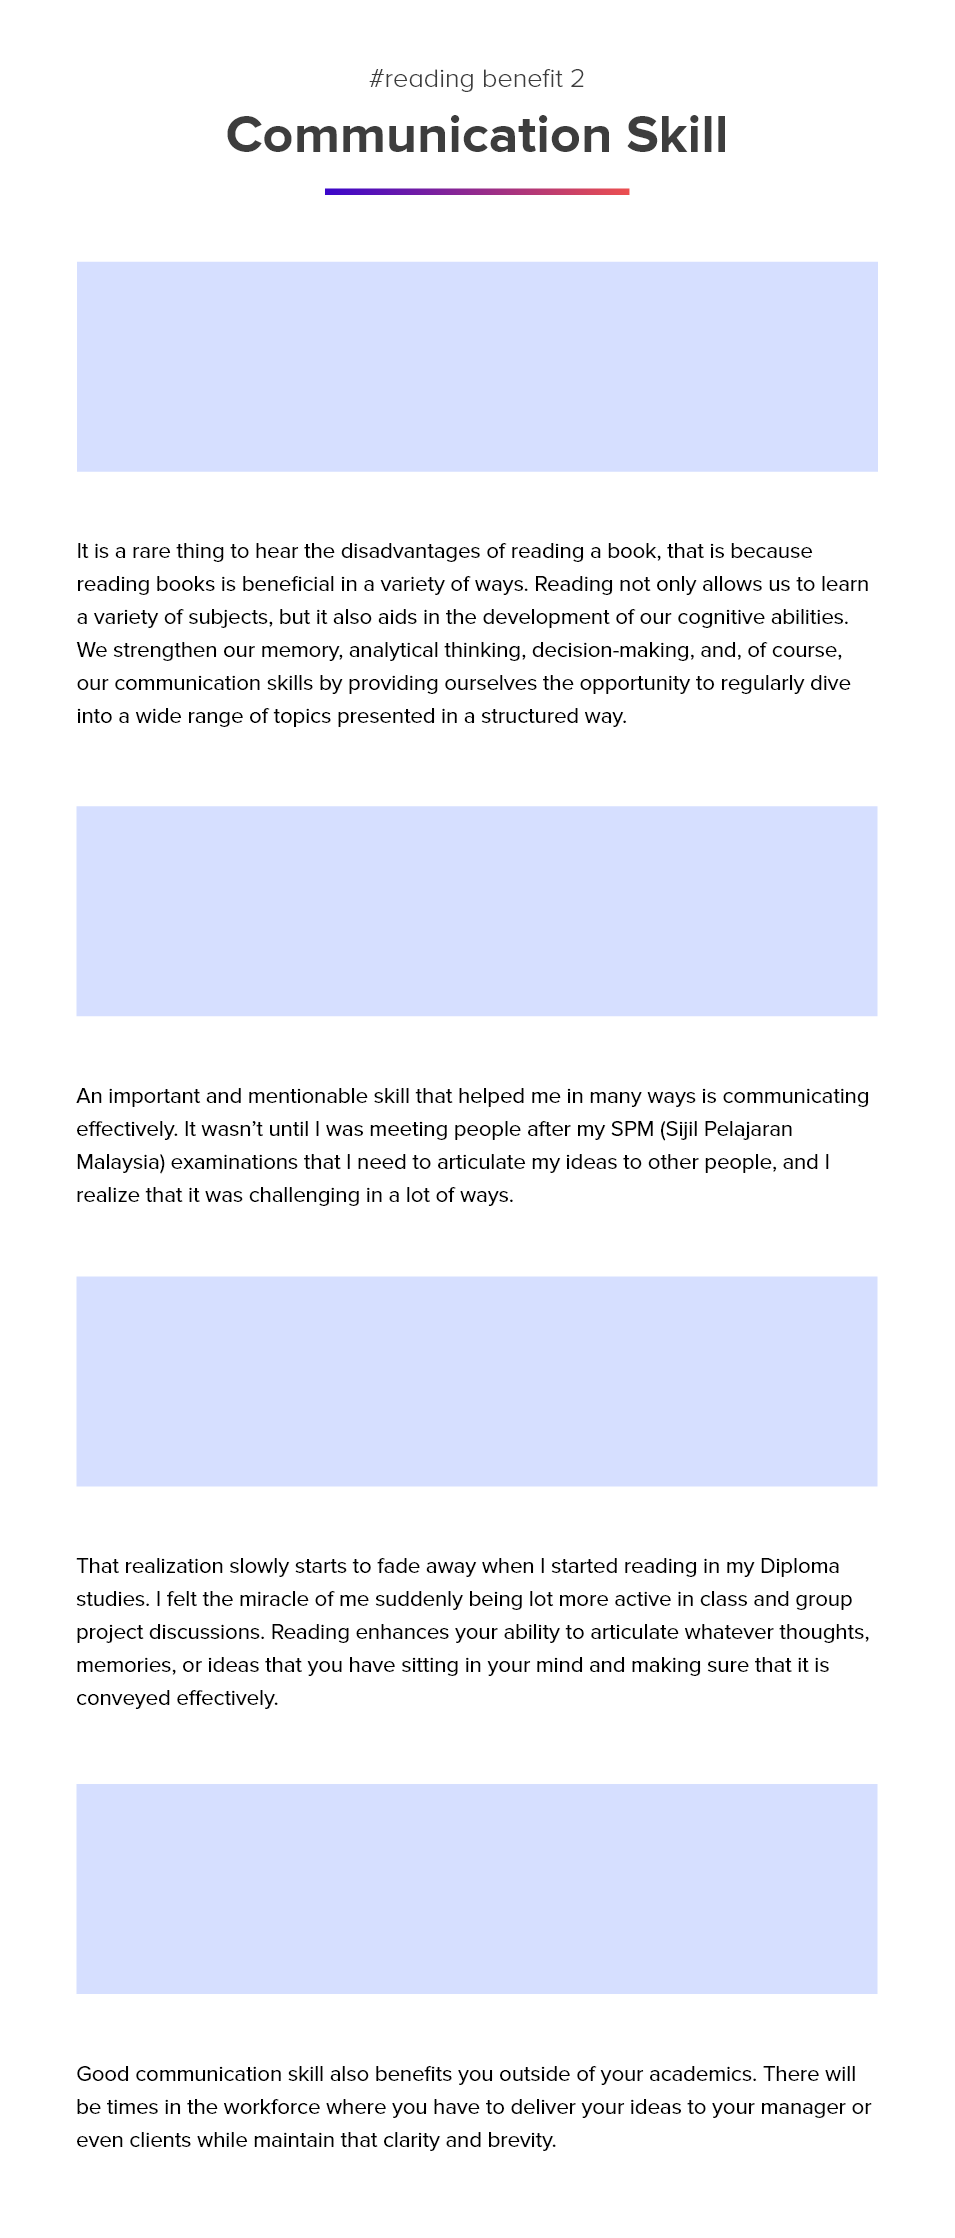 #reading benefit 2
Communication Skill
It is a rare thing to hear the disadvantages of reading a book, that is because
reading books is beneficial in a variety of ways. Reading not only allows us to learn
a variety of subjects, but it also aids in the development of our cognitive abilities.
We strengthen our memory, analytical thinking, decision-making, and, of course,
our communication skills by providing ourselves the opportunity to regularly dive
into a wide range of topics presented in a structured way.
An important and mentionable skill that helped me in many ways is communicating
effectively. It wasn’t until I was meeting people after my SPM (Sijil Pelajaran
Malaysia) examinations that I need to articulate my ideas to other people, and I
realize that it was challenging in a lot of ways.
That realization slowly starts to fade away when I started reading in my Diploma
studies. I felt the miracle of me suddenly being lot more active in class and group
project discussions. Reading enhances your ability to articulate whatever thoughts,
memories, or ideas that you have sitting in your mind and making sure that it is
conveyed effectively.
Good communication skill also benefits you outside of your academics. There will
be times in the workforce where you have to deliver your ideas to your manager or
even clients while maintain that clarity and brevity.